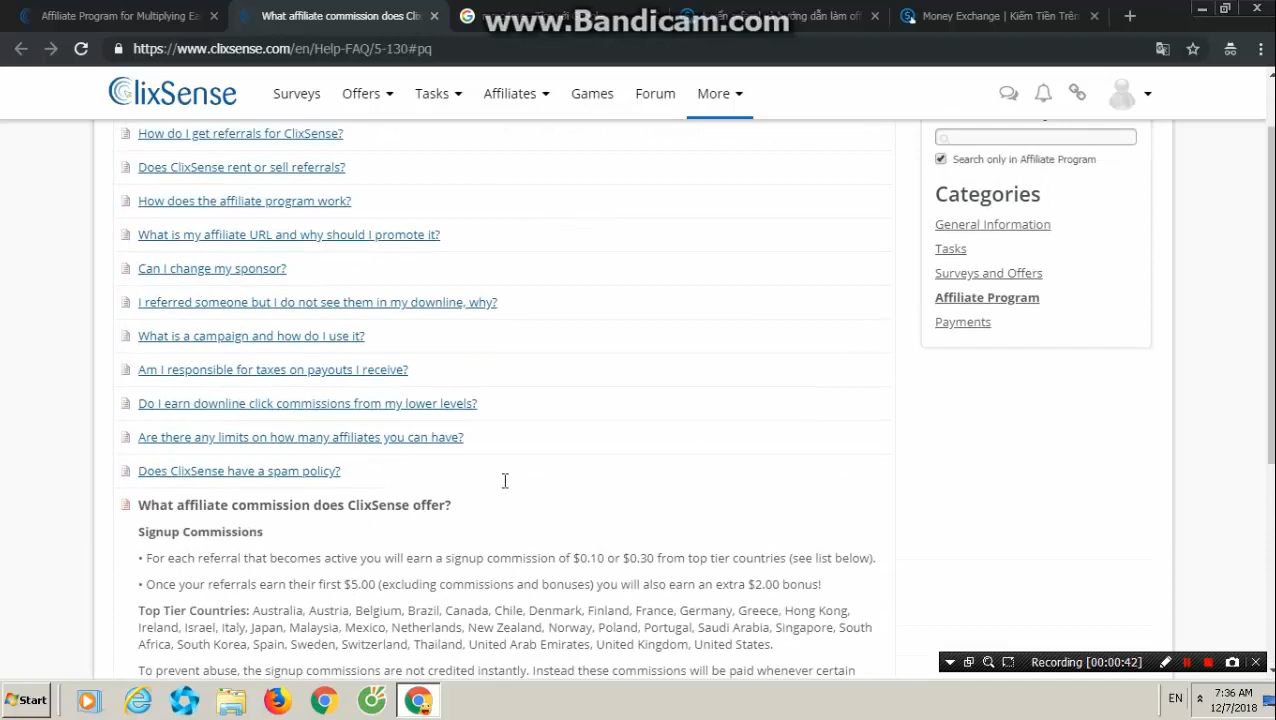 Affiliate Program for Multiplying Ea
What affiliate commission does Cli
www.Bandicam.com
Money Exchange | Kiếm Tiền Trên
https://www.clixsense.com/en/Help-FAQ/5-130#pq
ClixSense
Surveys
Offers
Tasks
Affiliates
Games
Forum
More
How do I get referrals for ClixSense?
Does ClixSense rent or sell referrals?
How does the affiliate program work?
What is my affiliate URL and why should I promote it?
Can I change my sponsor?
I referred someone but I do not see them in my downline, why?
What is a campaign and how do I use it?
Am I responsible for taxes on payouts I receive?
Do I earn downline click commissions from my lower levels?
Are there any limits on how many affiliates you can have?
Does ClixSense have a spam policy?
What affiliate commission does ClixSense offer?
Signup Commissions
• For each referral that becomes active you will earn a signup commission of $0.10 or $0.30 from top tier countries (see list below).
• Once your referrals earn their first $5.00 (excluding commissions and bonuses) you will also earn an extra $2.00 bonus!
Top Tier Countries: Australia, Austria, Belgium, Brazil, Canada, Chile, Denmark, Finland, France, Germany, Greece, Hong Kong,
Ireland, Israel, Italy, Japan, Malaysia, Mexico, Netherlands, New Zealand, Norway, Poland, Portugal, Saudi Arabia, Singapore, South
Africa, South Korea, Spain, Sweden, Switzerland, Thailand, United Arab Emirates, United Kingdom, United States.
To prevent abuse, the signup commissions are not credited instantly. Instead these commissions will be paid whenever certain
Search only in Affiliate Program
Categories
General Information
Tasks
Surveys and Offers
Affiliate Program
Payments
Recording [00:00:42]
Start
EN
7:36 AM
12/7/2018